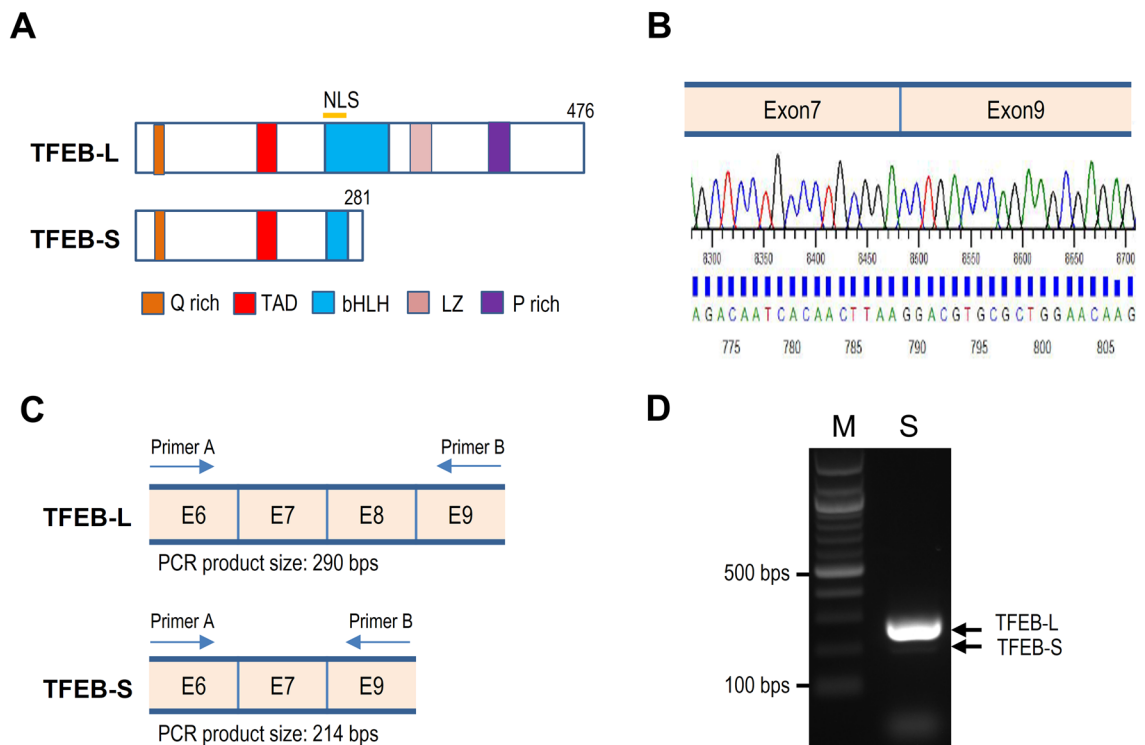 A
NLS
476
TFEB-L
281
TFEB-S
Q rich TAD bHLH LZ P rich
B
Exon7 Exon9
8300 8350 8400 8450 8500 8550 8600 8650 8700
A G A C A A T C A C A A C T T A A G G A C G T G C G C T G G A A C A A G
775 780 785 790 795 800 805
C
Primer A Primer B
TFEB-L
E6 E7 E8 E9
PCR product size: 290 bps
Primer A Primer B
TFEB-S
E6 E7 E9
PCR product size: 214 bps
D
M S
500 bps
TFEB-L
TFEB-S
100 bps